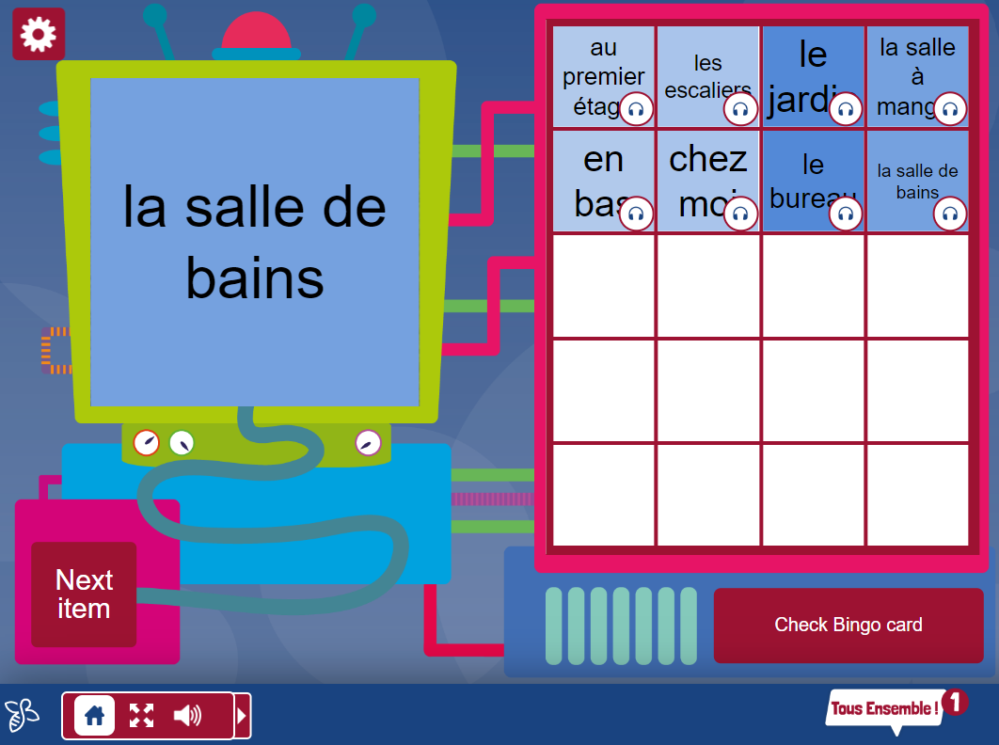 la salle de
bains
au
premier
étag
les
escaliers
le
jardi
la salle
à
mang
en
bas
chez
moi
le
bureau
la salle de
bains
Next
item
Check Bingo card
Tous Ensemble ! 1